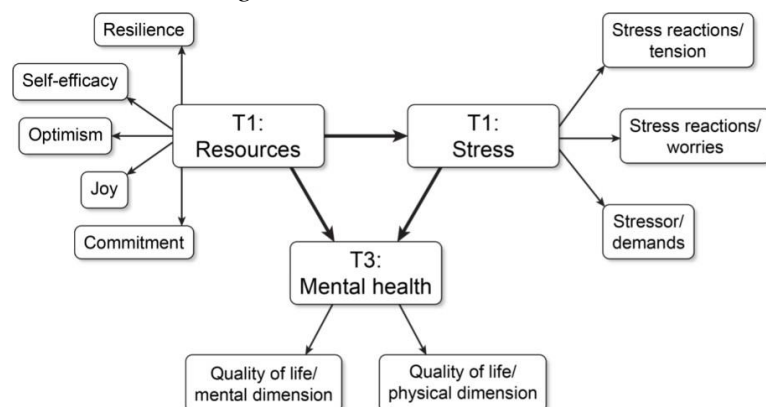 Resilience
Self-efficacy
Optimism
Joy
Commitment
T1:
Resources
T1:
Stress
Stress reactions/
tension
Stress reactions/
worries
Stressor/
demands
T3:
Mental health
Quality of life/
mental dimension
Quality of life/
physical dimension